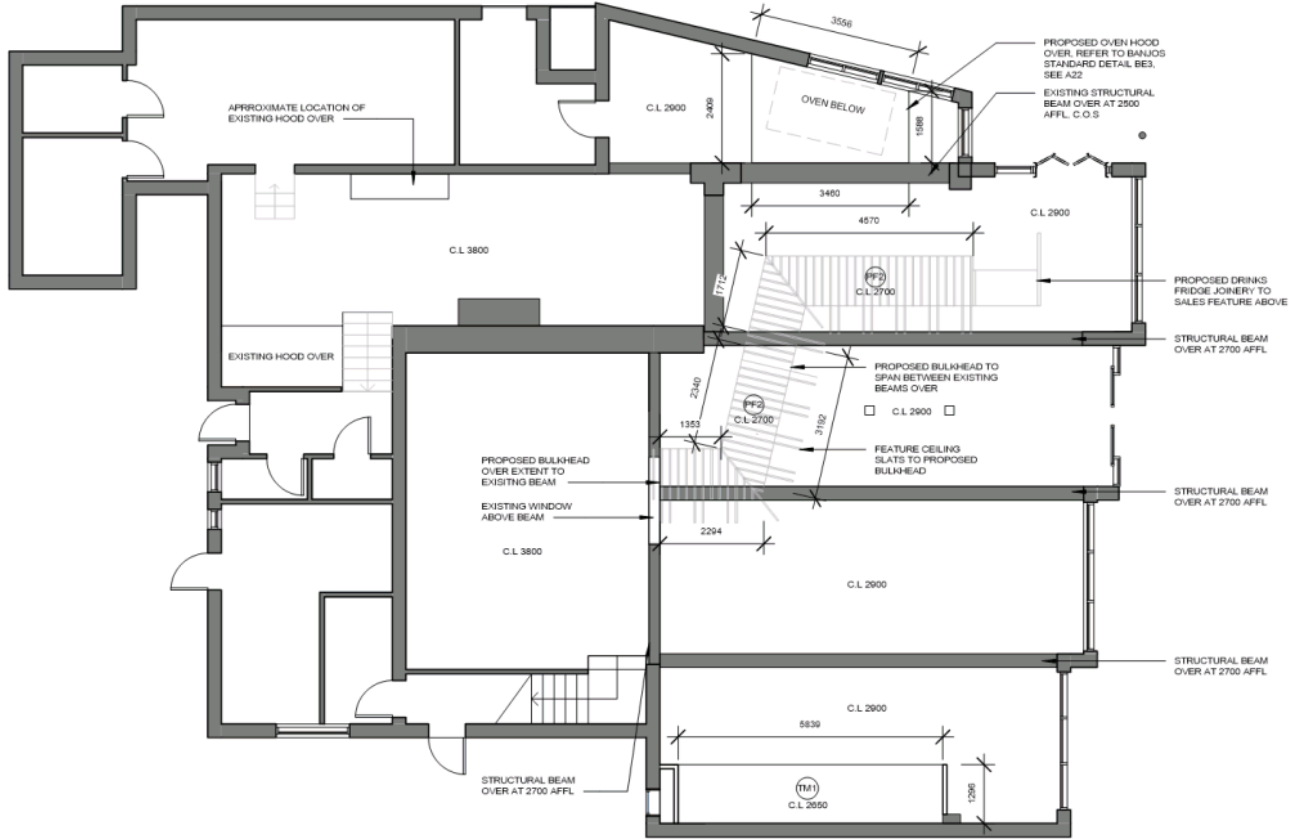 3556
PROPOSED OVEN HOOD
OVER, REFER TO BANJOS
STANDARD DETAIL BE3,
SEE A22
EXISTING STRUCTURAL
BEAM OVER AT 2500
AFFL, C.O.S
APRROXIMATE LOCATION OF
EXISTING HOOD OVER
C.L 2900
2409
OVEN BELOW
1588
3460
4570
C.L 2900
C.L 3800
1712
PF2
C.L 2700
PROPOSED DRINKS
FRIDGE JOINERY TO
SALES FEATURE ABOVE
STRUCTURAL BEAM
OVER AT 2700 AFFL
EXISTING HOOD OVER
PROPOSED BULKHEAD TO
SPAN BETWEEN EXISTING
BEAMS OVER
2340
PF2
C.L 2700
C.L 2900
1353
3192
FEATURE CEILING
SLATS TO PROPOSED
BULKHEAD
PROPOSED BULKHEAD
OVER EXTENT TO
EXISITNG BEAM
EXISTING WINDOW
ABOVE BEAM
STRUCTURAL BEAM
OVER AT 2700 AFFL
2294
C.L 3800
C.L 2900
STRUCTURAL BEAM
OVER AT 2700 AFFL
C.L 2900
5839
STRUCTURAL BEAM
OVER AT 2700 AFFL
TM1
C.L 2650
1296